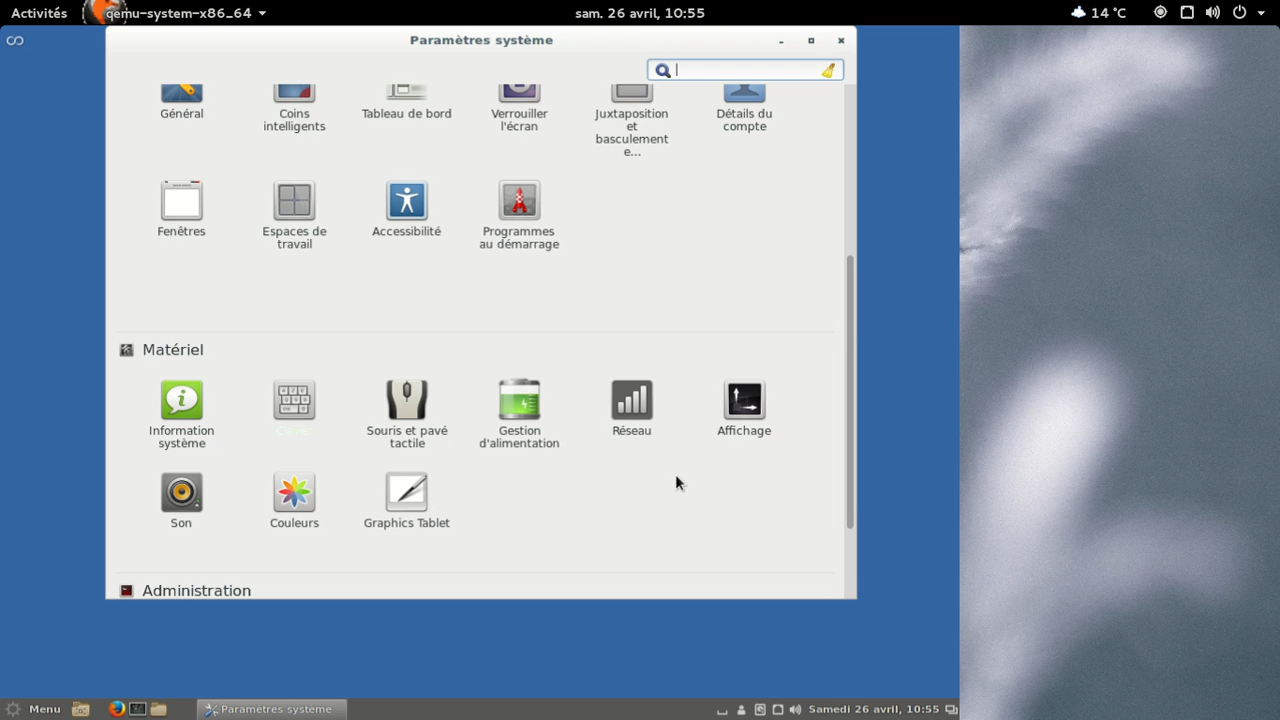 Activités
qemu-system-x86_64
sam. 26 avril, 10:55
14 °C
Paramètres système
Général
Coins
intelligents
Tableau de bord
Verrouiller
l'écran
Juxtaposition
et
basculement
e...
Détails du
compte
Fenêtres
Espaces de
travail
Accessibilité
Programmes
au démarrage
Matériel
Information
système
Clavier
Souris et pavé
tactile
Gestion
d'alimentation
Réseau
Affichage
Son
Couleurs
Graphics Tablet
Administration
Menu
Paramètres système
Samedi 26 avril, 10:55